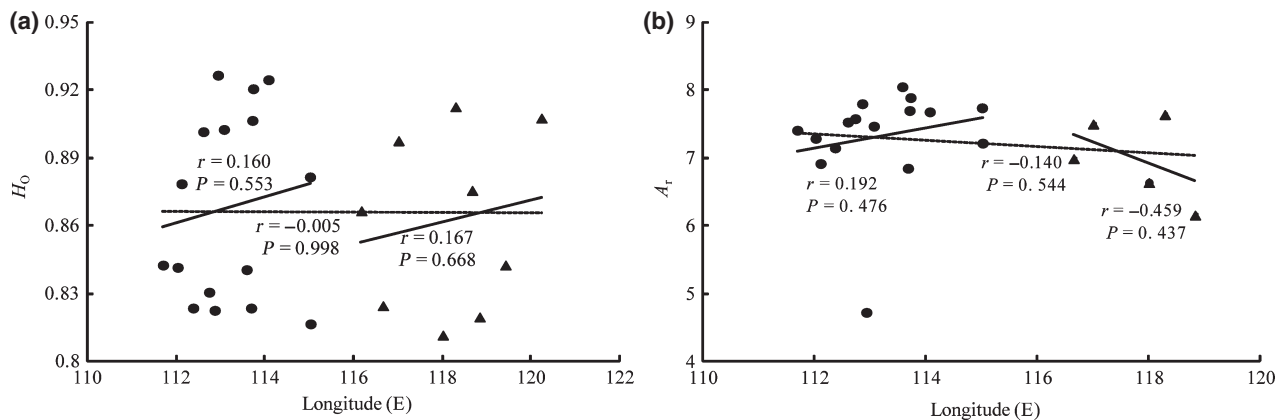 (a)
0.95
0.92
0.89
0.86
0.83
0.8
H_O
r = 0.160
P = 0.553
r = −0.005
P = 0.998
r = 0.167
P = 0.668
110 112 114 116 118 120 122
Longitude (E)
(b)
9
8
7
6
5
4
A_r
r = 0.192
P = 0. 476
r = −0.140
P = 0. 544
r = −0.459
P = 0. 437
110 112 114 116 118 120
Longitude (E)